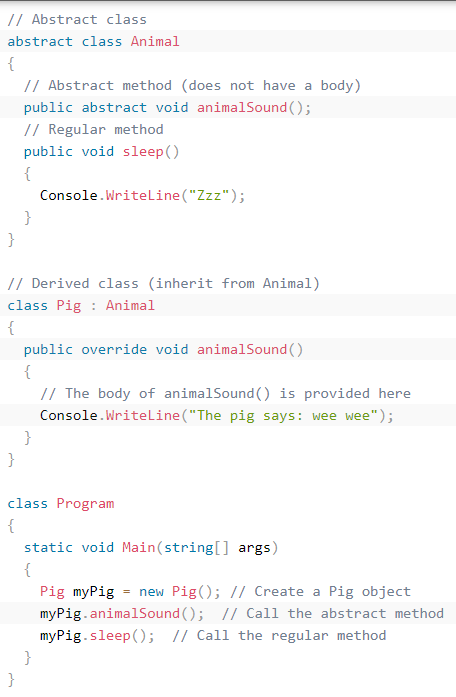 // Abstract class
abstract class Animal
{
  // Abstract method (does not have a body)
  public abstract void animalSound();
  // Regular method
  public void sleep()
  {
    Console.WriteLine("Zzz");
  }
}

// Derived class (inherit from Animal)
class Pig : Animal
{
  public override void animalSound()
  {
    // The body of animalSound() is provided here
    Console.WriteLine("The pig says: wee wee");
  }
}

class Program
{
  static void Main(string[] args)
  {
    Pig myPig = new Pig(); // Create a Pig object
    myPig.animalSound();  // Call the abstract method
    myPig.sleep();  // Call the regular method
  }
}